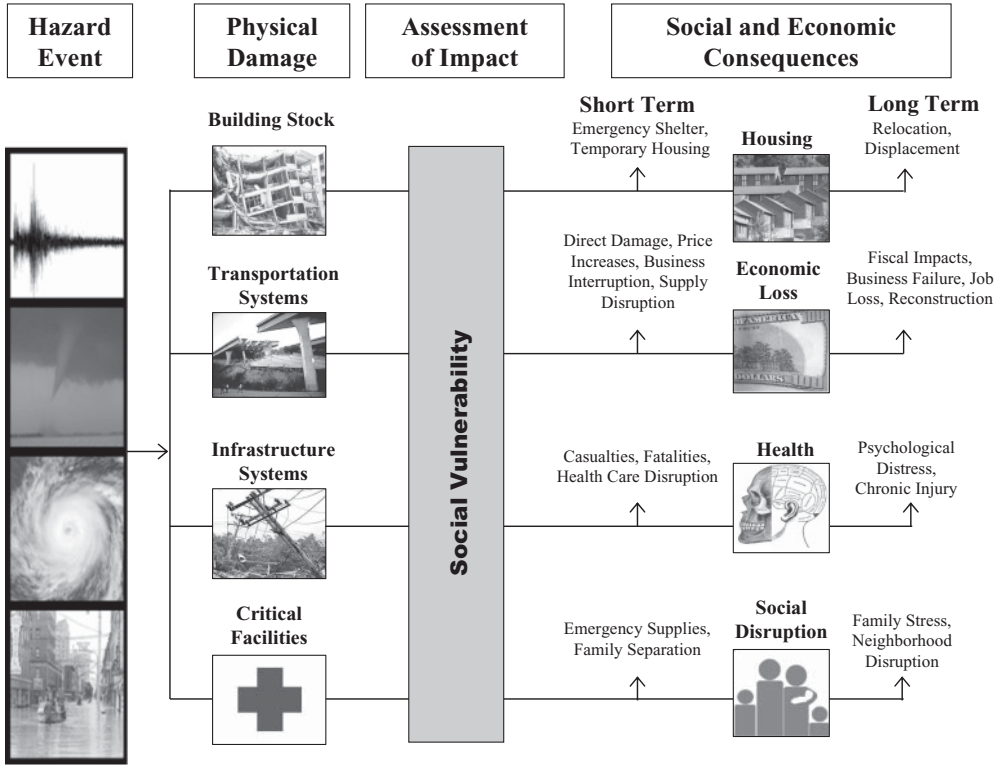 Hazard
Event
Physical
Damage
Assessment
of Impact
Social and Economic
Consequences
Short Term
Long Term
Building Stock
Emergency Shelter,
Temporary Housing
Housing
Relocation,
Displacement
Transportation
Systems
Direct Damage, Price
Increases, Business
Interruption, Supply
Disruption
Economic
Loss
Fiscal Impacts,
Business Failure, Job
Loss, Reconstruction
OF AMERICA
DOLLARS
Social Vulnerability
Infrastructure
Systems
Casualties, Fatalities,
Health Care Disruption
Health
Psychological
Distress,
Chronic Injury
Critical
Facilities
Emergency Supplies,
Family Separation
Social
Disruption
Family Stress,
Neighborhood
Disruption